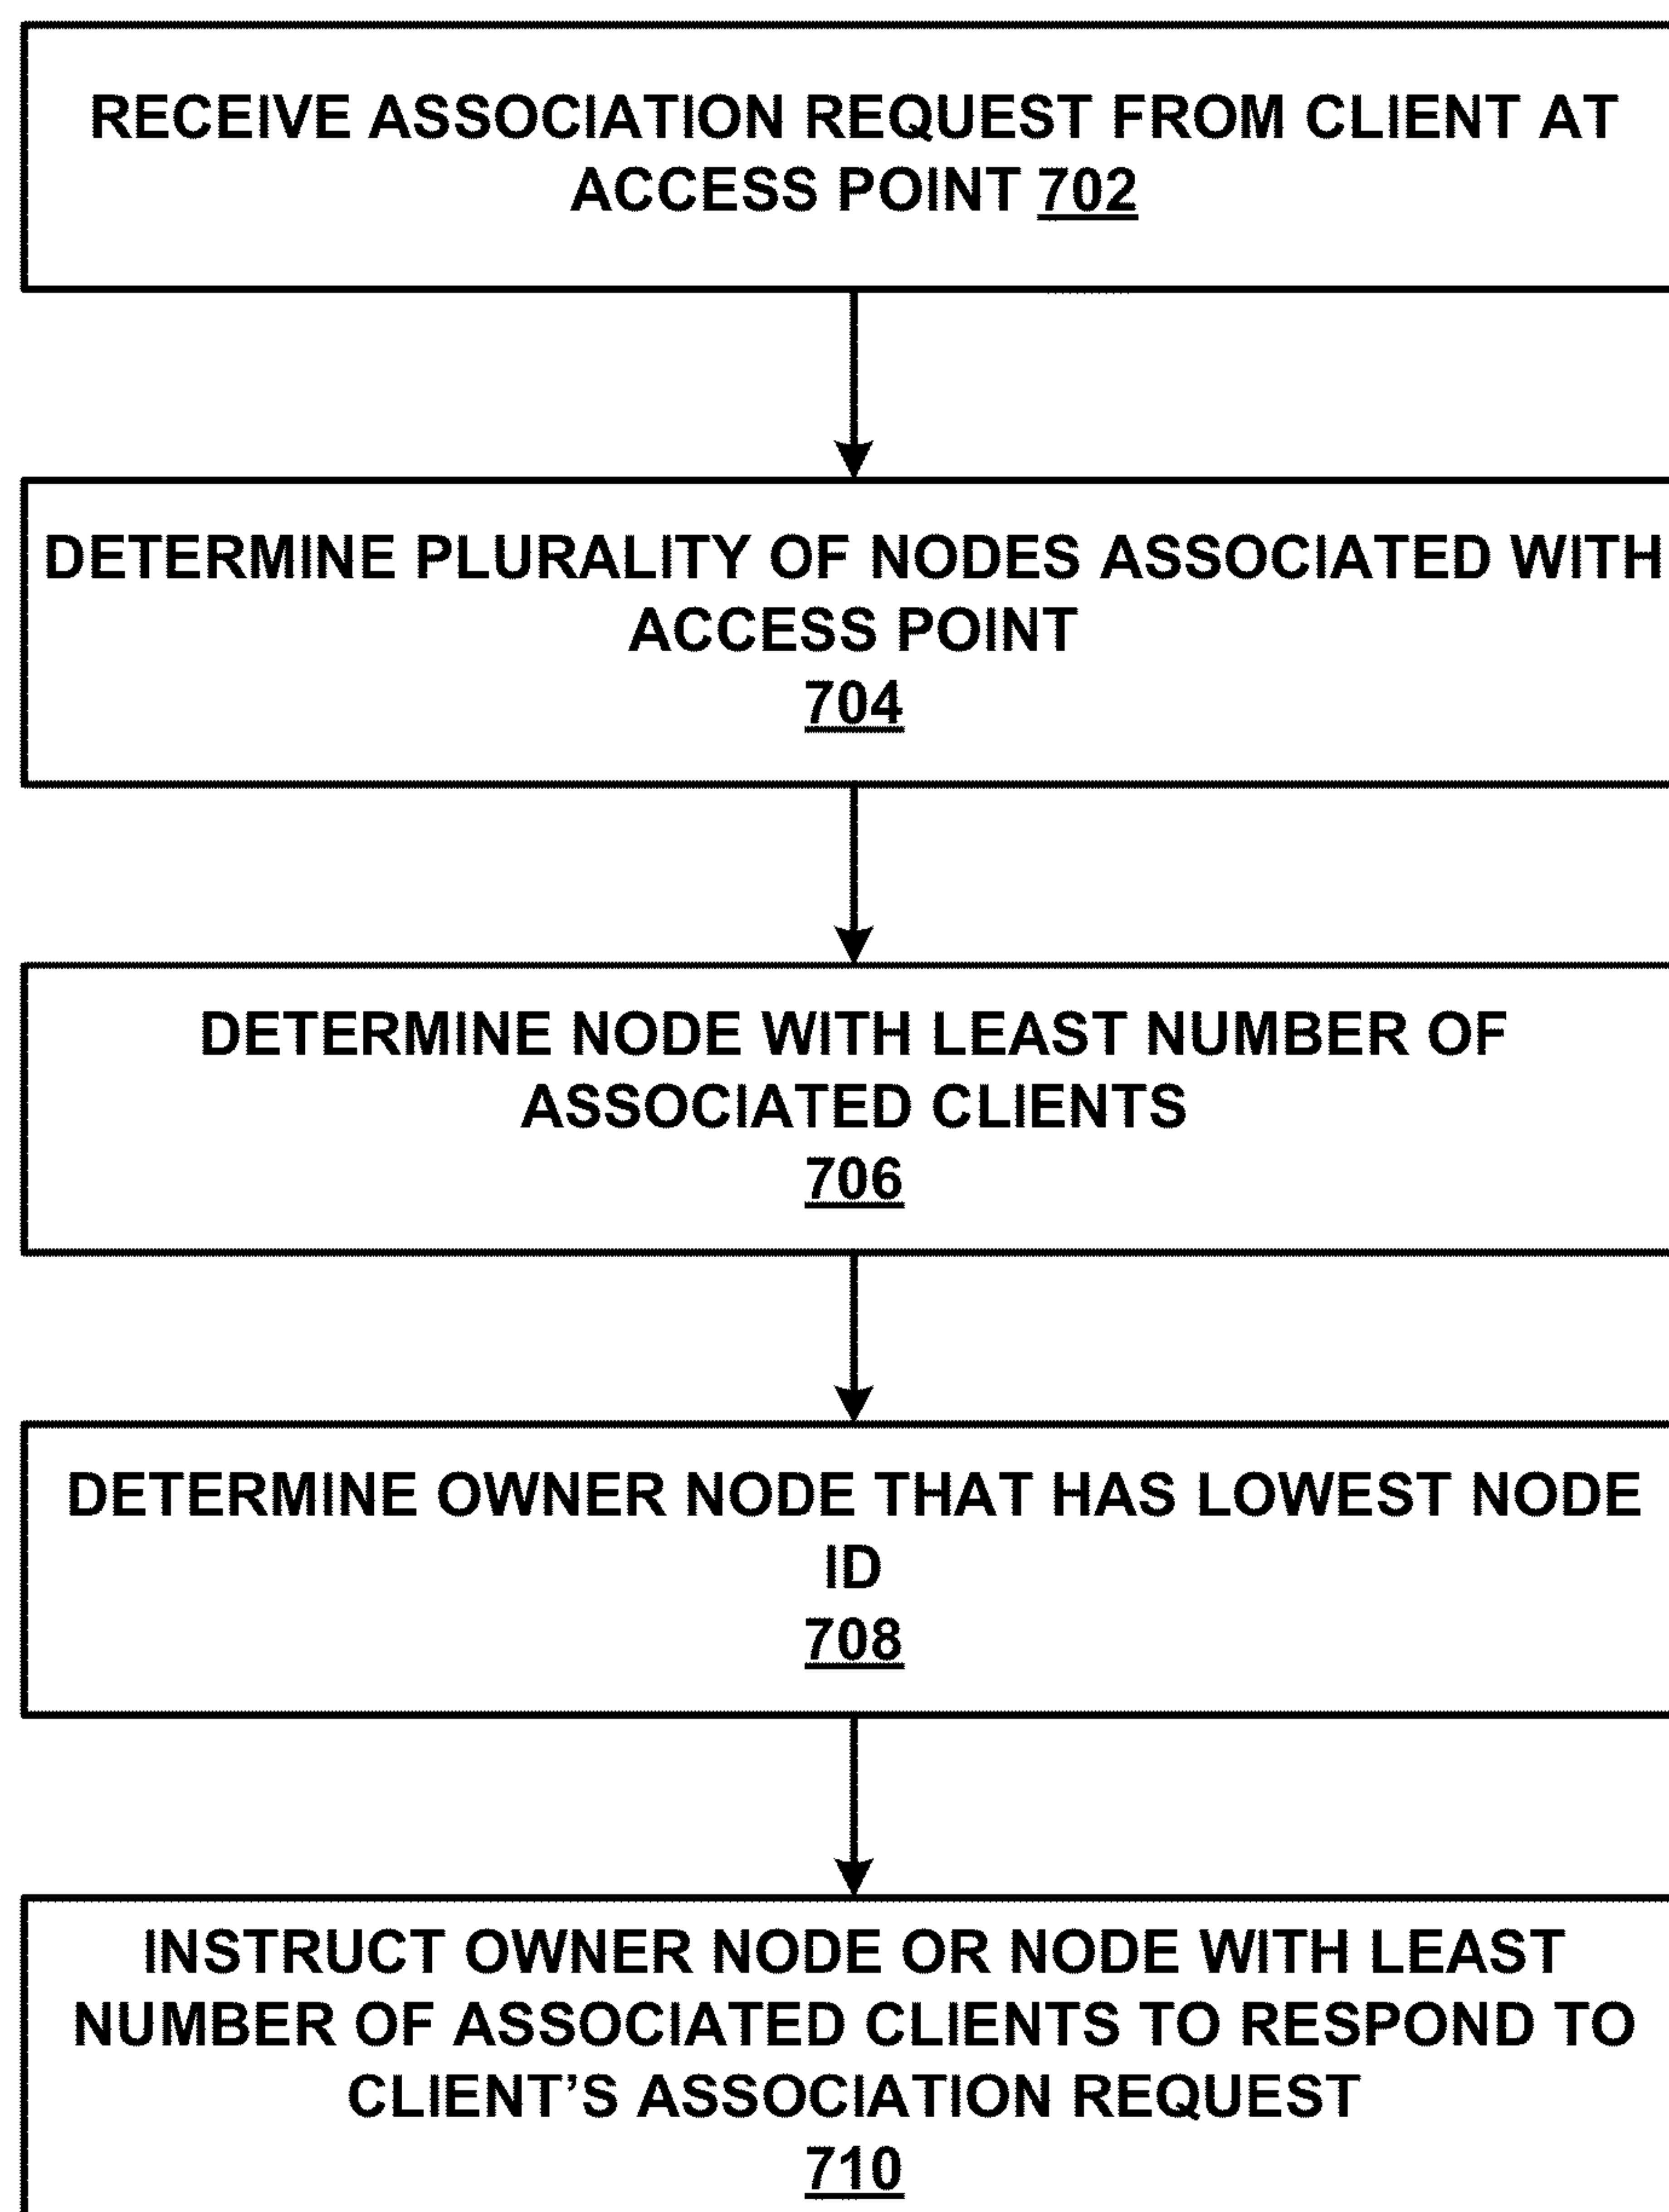 RECEIVE ASSOCIATION REQUEST FROM CLIENT AT
ACCESS POINT 702
DETERMINE PLURALITY OF NODES ASSOCIATED WITH
ACCESS POINT
704
DETERMINE NODE WITH LEAST NUMBER OF
ASSOCIATED CLIENTS
706
DETERMINE OWNER NODE THAT HAS LOWEST NODE
ID
708
INSTRUCT OWNER NODE OR NODE WITH LEAST
NUMBER OF ASSOCIATED CLIENTS TO RESPOND TO
CLIENT’S ASSOCIATION REQUEST
710